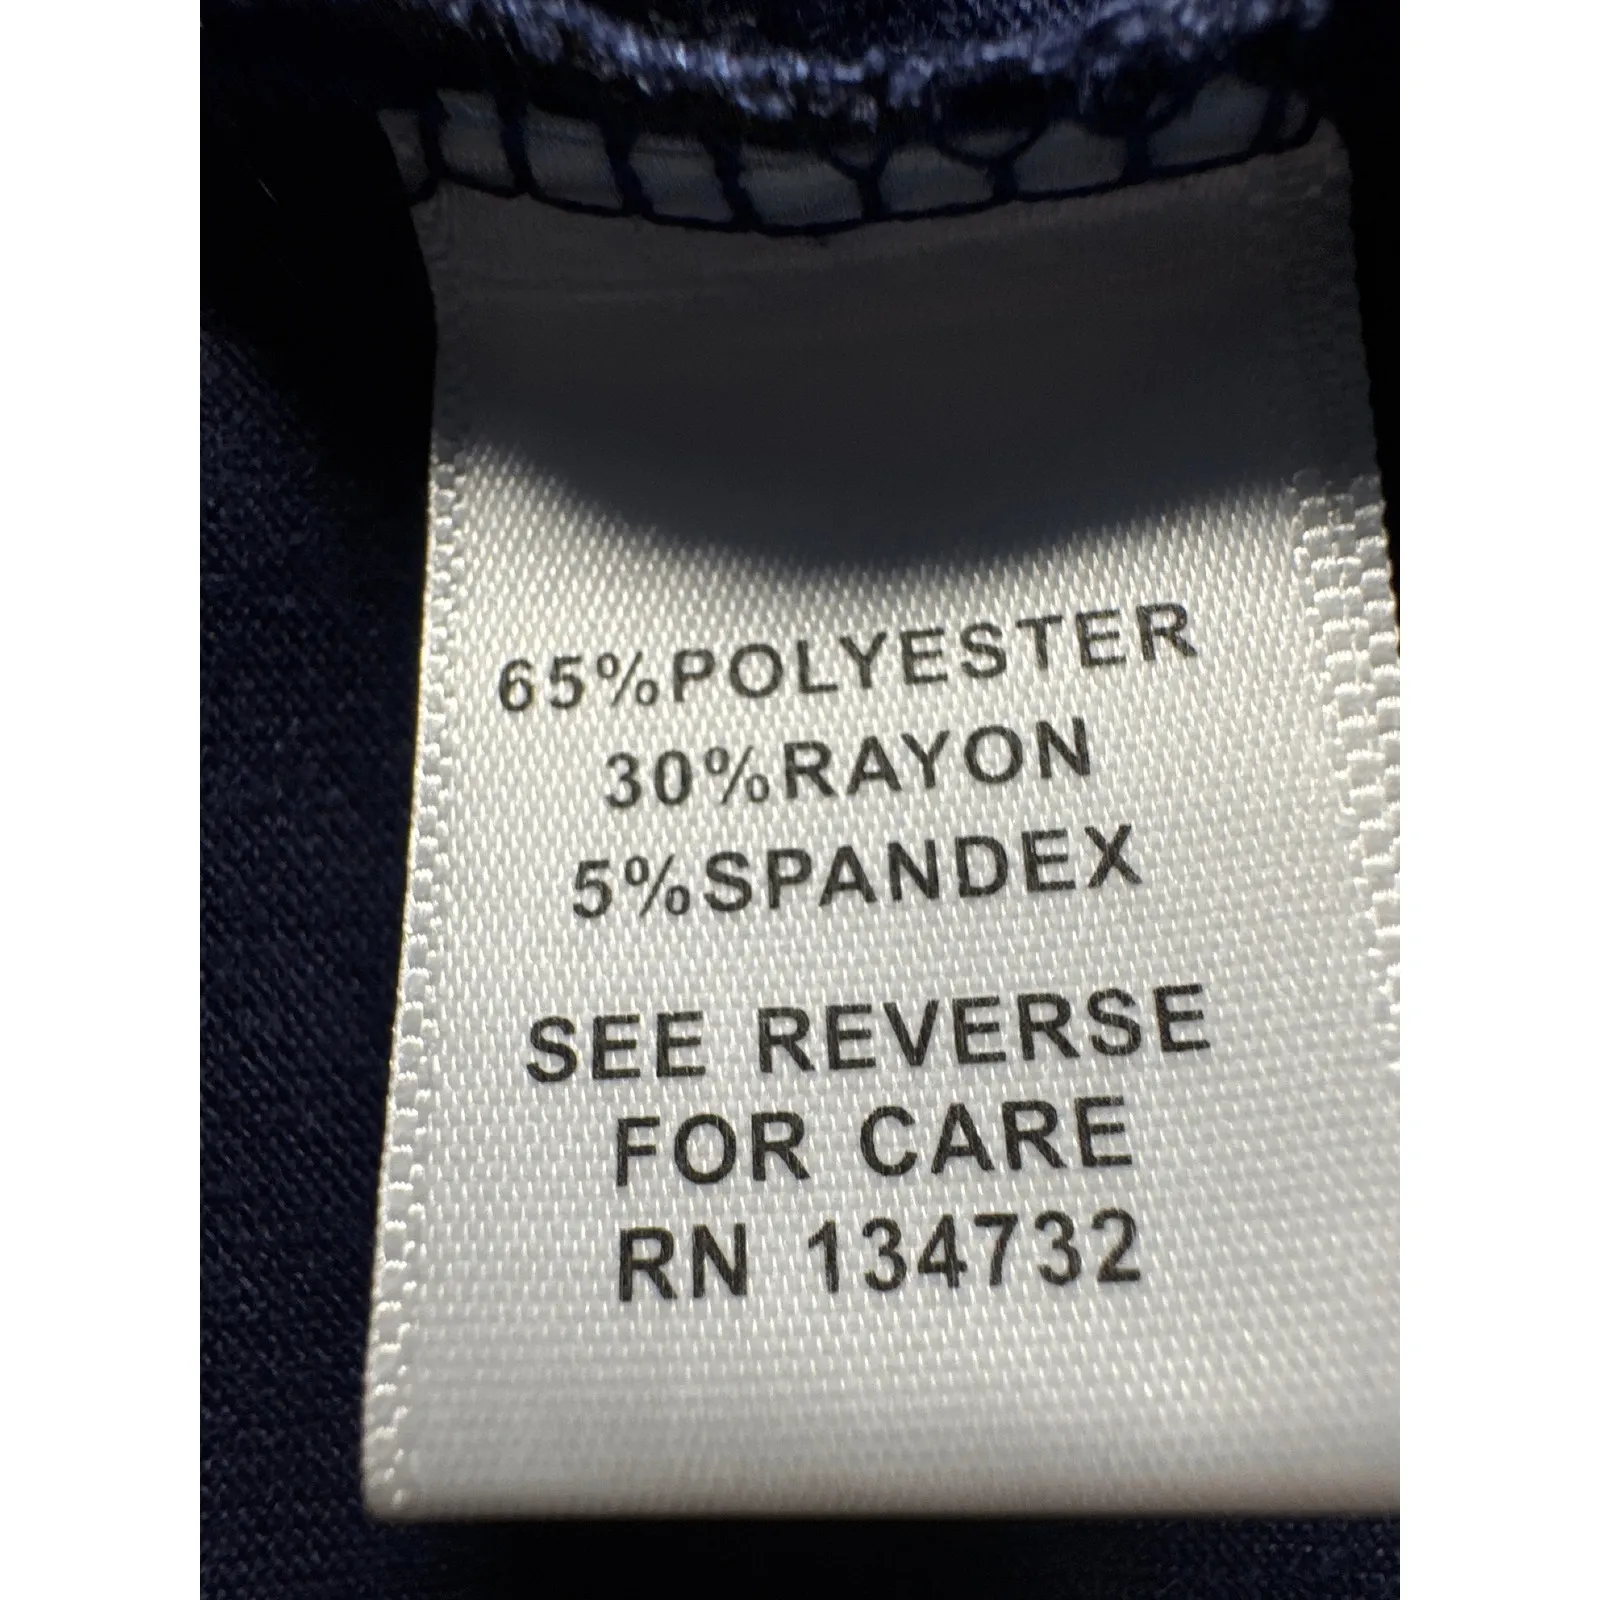 65%POLYESTER
30%RAYON
5%SPANDEX
SEE REVERSE
FOR CARE
RN 134732